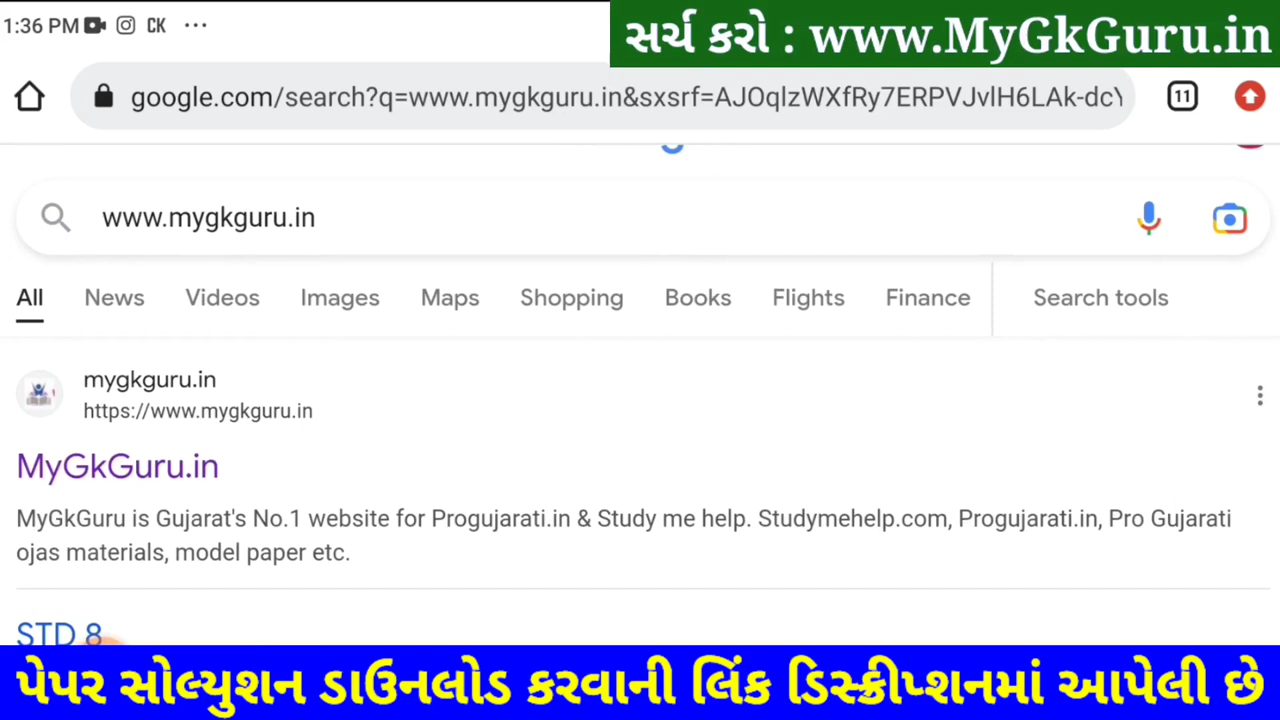 1:36 PM CK ...
સર્ચ કરો : www.MyGkGuru.in
google.com/search?q=www.mygkguru.in&sxsrf=AJOqlzWXfRy7ERPVJvlH6LAk-dcY
11
www.mygkguru.in
All News Videos Images Maps Shopping Books Flights Finance Search tools
mygkguru.in
https://www.mygkguru.in
MyGkGuru.in
MyGkGuru is Gujarat's No.1 website for Progujarati.in & Study me help. Studymehelp.com, Progujarati.in, Pro Gujarati
ojas materials, model paper etc.
STD 8
પેપર સોલ્યુશન ડાઉનલોડ કરવાની લિંક ડિસ્ક્રીપ્શનમાં આપેલી છે